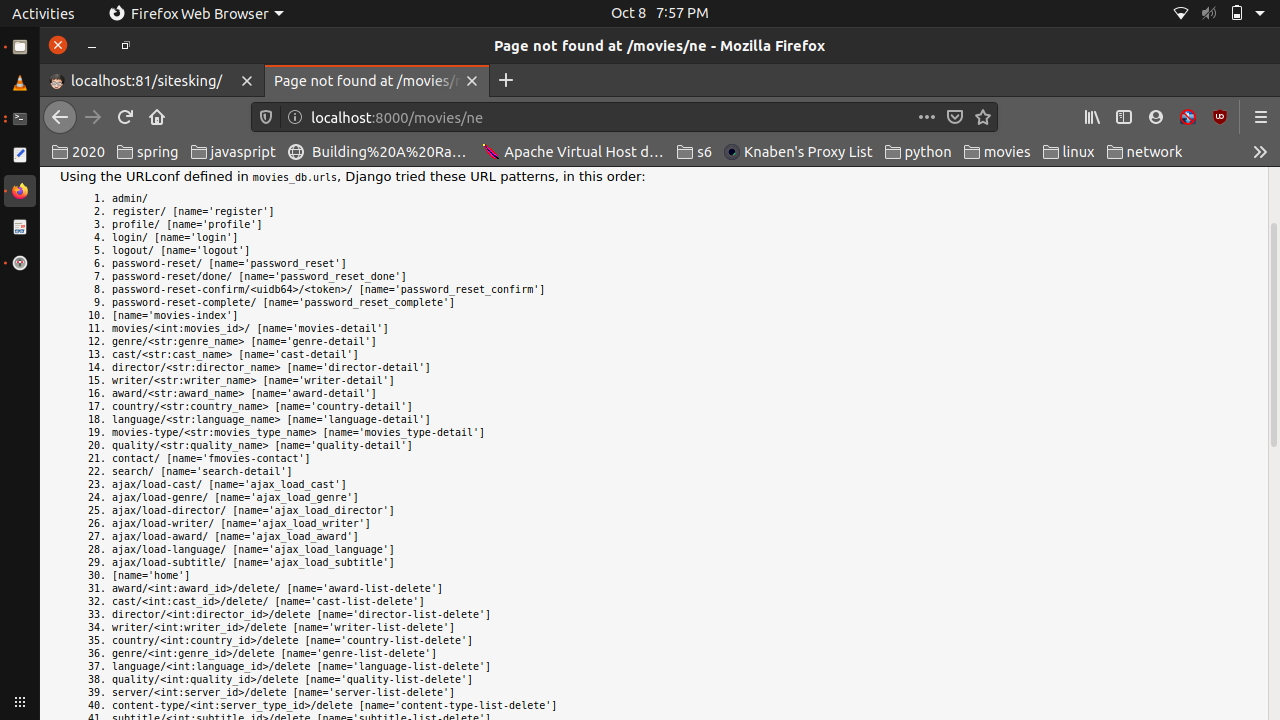 Activities Firefox Web Browser Oct 8 7:57 PM
Page not found at /movies/ne - Mozilla Firefox
localhost:81/sitesking/ Page not found at /movies/n
localhost:8000/movies/ne
2020 spring javascript Building%20A%20Ra… Apache Virtual Host d… s6 Knaben's Proxy List python movies linux network
Using the URLconf defined in movies_db.urls, Django tried these URL patterns, in this order:
1. admin/
2. register/ [name='register']
3. profile/ [name='profile']
4. login/ [name='login']
5. logout/ [name='logout']
6. password-reset/ [name='password_reset']
7. password-reset/done/ [name='password_reset_done']
8. password-reset-confirm/<uidb64>/<token>/ [name='password_reset_confirm']
9. password-reset-complete/ [name='password_reset_complete']
10. [name='movies-index']
11. movies/<int:movies_id>/ [name='movies-detail']
12. genre/<str:genre_name> [name='genre-detail']
13. cast/<str:cast_name> [name='cast-detail']
14. director/<str:director_name> [name='director-detail']
15. writer/<str:writer_name> [name='writer-detail']
16. award/<str:award_name> [name='award-detail']
17. country/<str:country_name> [name='country-detail']
18. language/<str:language_name> [name='language-detail']
19. movies-type/<str:movies_type_name> [name='movies_type-detail']
20. quality/<str:quality_name> [name='quality-detail']
21. contact/ [name='fmovies-contact']
22. search/ [name='search-detail']
23. ajax/load-cast/ [name='ajax_load_cast']
24. ajax/load-genre/ [name='ajax_load_genre']
25. ajax/load-director/ [name='ajax_load_director']
26. ajax/load-writer/ [name='ajax_load_writer']
27. ajax/load-award/ [name='ajax_load_award']
28. ajax/load-language/ [name='ajax_load_language']
29. ajax/load-subtitle/ [name='ajax_load_subtitle']
30. [name='home']
31. award/<int:award_id>/delete/ [name='award-list-delete']
32. cast/<int:cast_id>/delete/ [name='cast-list-delete']
33. director/<int:director_id>/delete [name='director-list-delete']
34. writer/<int:writer_id>/delete [name='writer-list-delete']
35. country/<int:country_id>/delete [name='country-list-delete']
36. genre/<int:genre_id>/delete [name='genre-list-delete']
37. language/<int:language_id>/delete [name='language-list-delete']
38. quality/<int:quality_id>/delete [name='quality-list-delete']
39. server/<int:server_id>/delete [name='server-list-delete']
40. content-type/<int:server_type_id>/delete [name='content-type-list-delete']
41. subtitle/<int:subtitle_id>/delete [name='subtitle-list-delete']